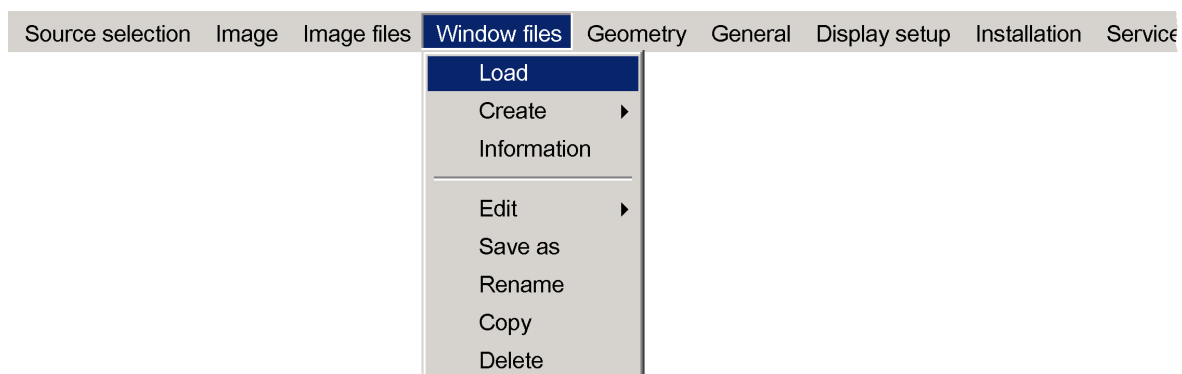 Source selection Image Image files Window files Geometry General Display setup Installation Service
Load
Create
Information
Edit
Save as
Rename
Copy
Delete